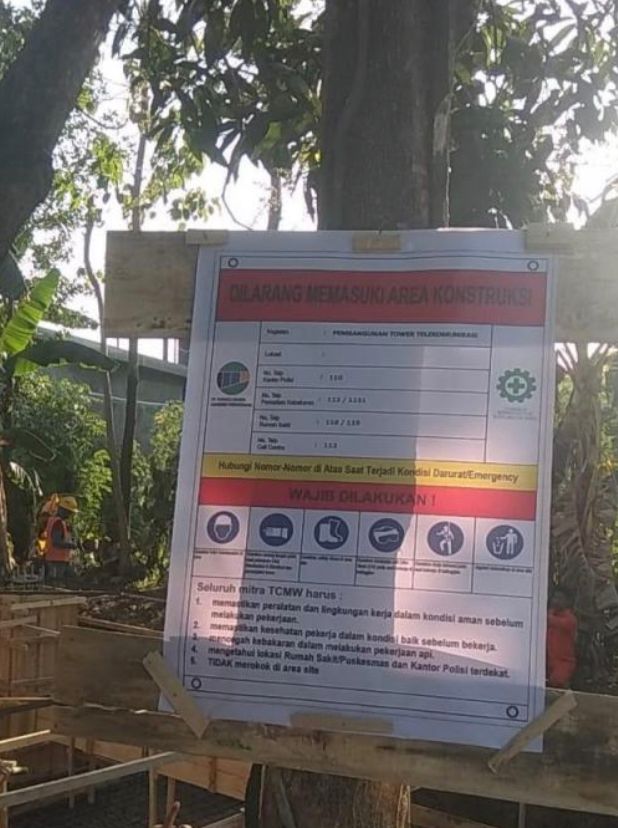 DILARANG MEMASUKI AREA KONSTRUKSI
Kegiatan : PEMBANGUNAN TOWER TELEKOMUNIKASI
Lokasi :
No. Telp
Kantor Polisi : 110
No. Telp
Pemadam Kebakaran : 113 / 1131
No. Telp
Rumah Sakit : 118 / 119
No. Telp
Call Centre : 112
Hubungi Nomor-Nomor di Atas Saat Terjadi Kondisi Darurat/Emergency
WAJIB DILAKUKAN !
Seluruh mitra TCMW harus :
1. memastikan peralatan dan lingkungan kerja dalam kondisi aman sebelum
melakukan pekerjaan.
2. memastikan kesehatan pekerja dalam kondisi baik sebelum bekerja.
3. mencegah kebakaran dalam melakukan pekerjaan api.
4. mengetahui lokasi Rumah Sakit/Puskesmas dan Kantor Polisi terdekat.
5. TIDAK merokok di area site